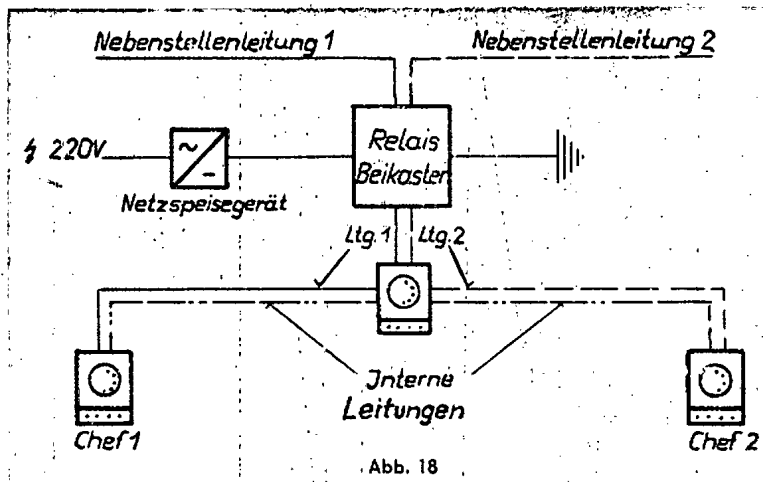 Nebenstellenleitung 1
Nebenstellenleitung 2
220V
~
–
Relais
Beikasten
Netzspeisegerät
Ltg. 1
Ltg. 2
Jnterne
Leitungen
Chef 1
Chef 2
Abb. 18